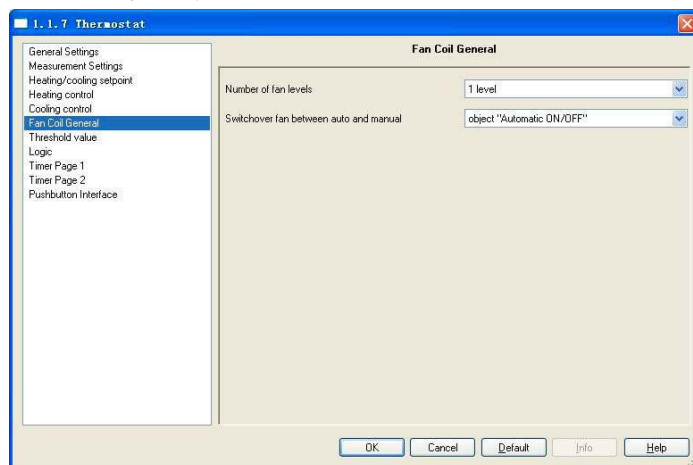 1.1.7 Thermostat
General Settings
Measurement Settings
Heating/cooling setpoint
Heating control
Cooling control
Fan Coil General
Threshold value
Logic
Timer Page 1
Timer Page 2
Pushbutton Interface
Fan Coil General
Number of fan levels 1 level
Switchover fan between auto and manual object "Automatic ON/OFF"
OK Cancel Default Info Help